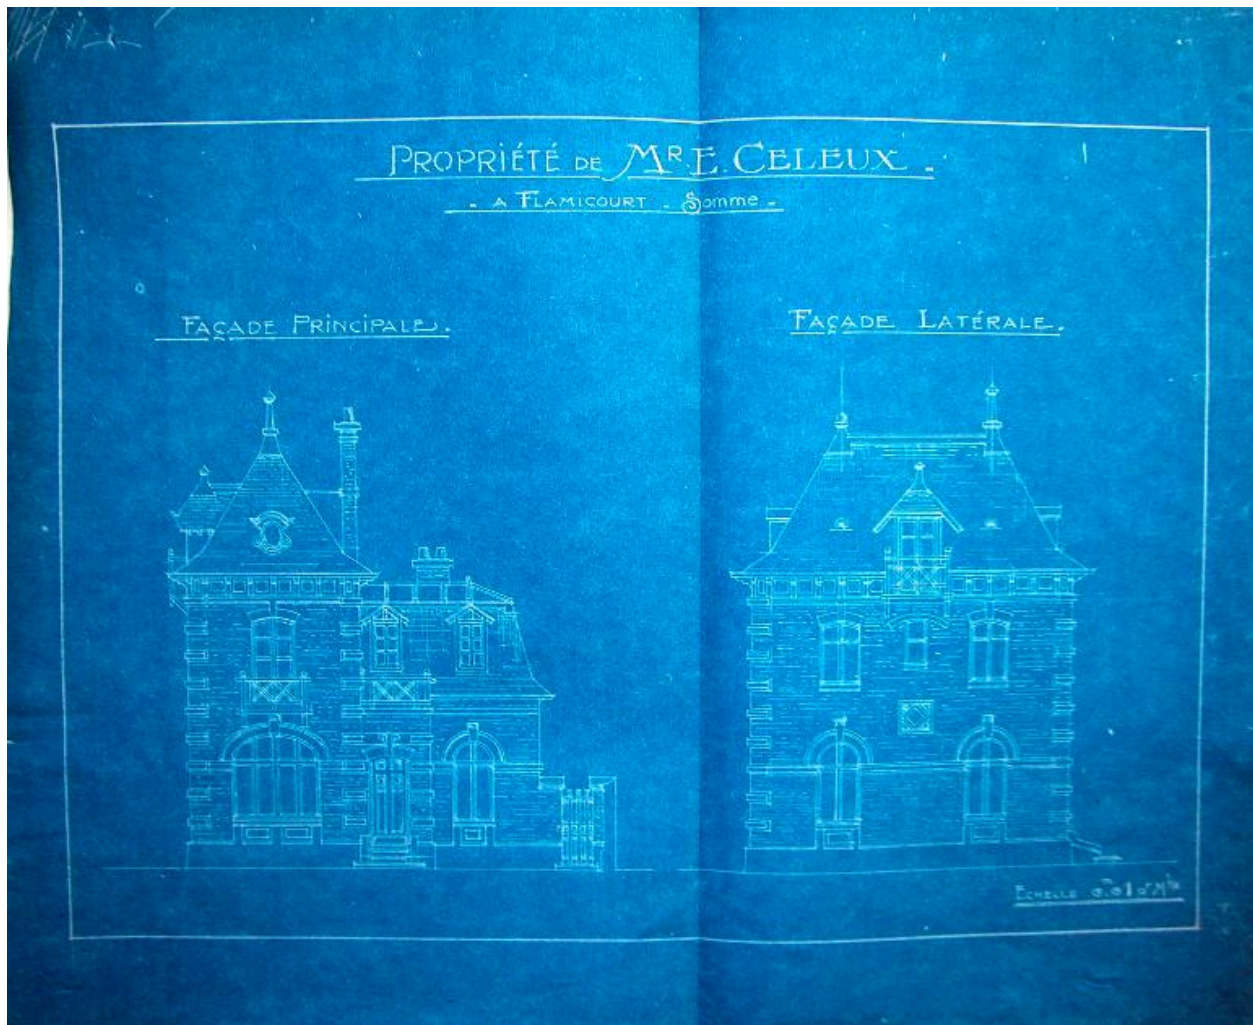 PROPRIÉTÉ DE MR. E. CELEUX.
- A FLAMICOURT - Somme -
FAÇADE PRINCIPALE.
FAÇADE LATÉRALE.
ECHELLE